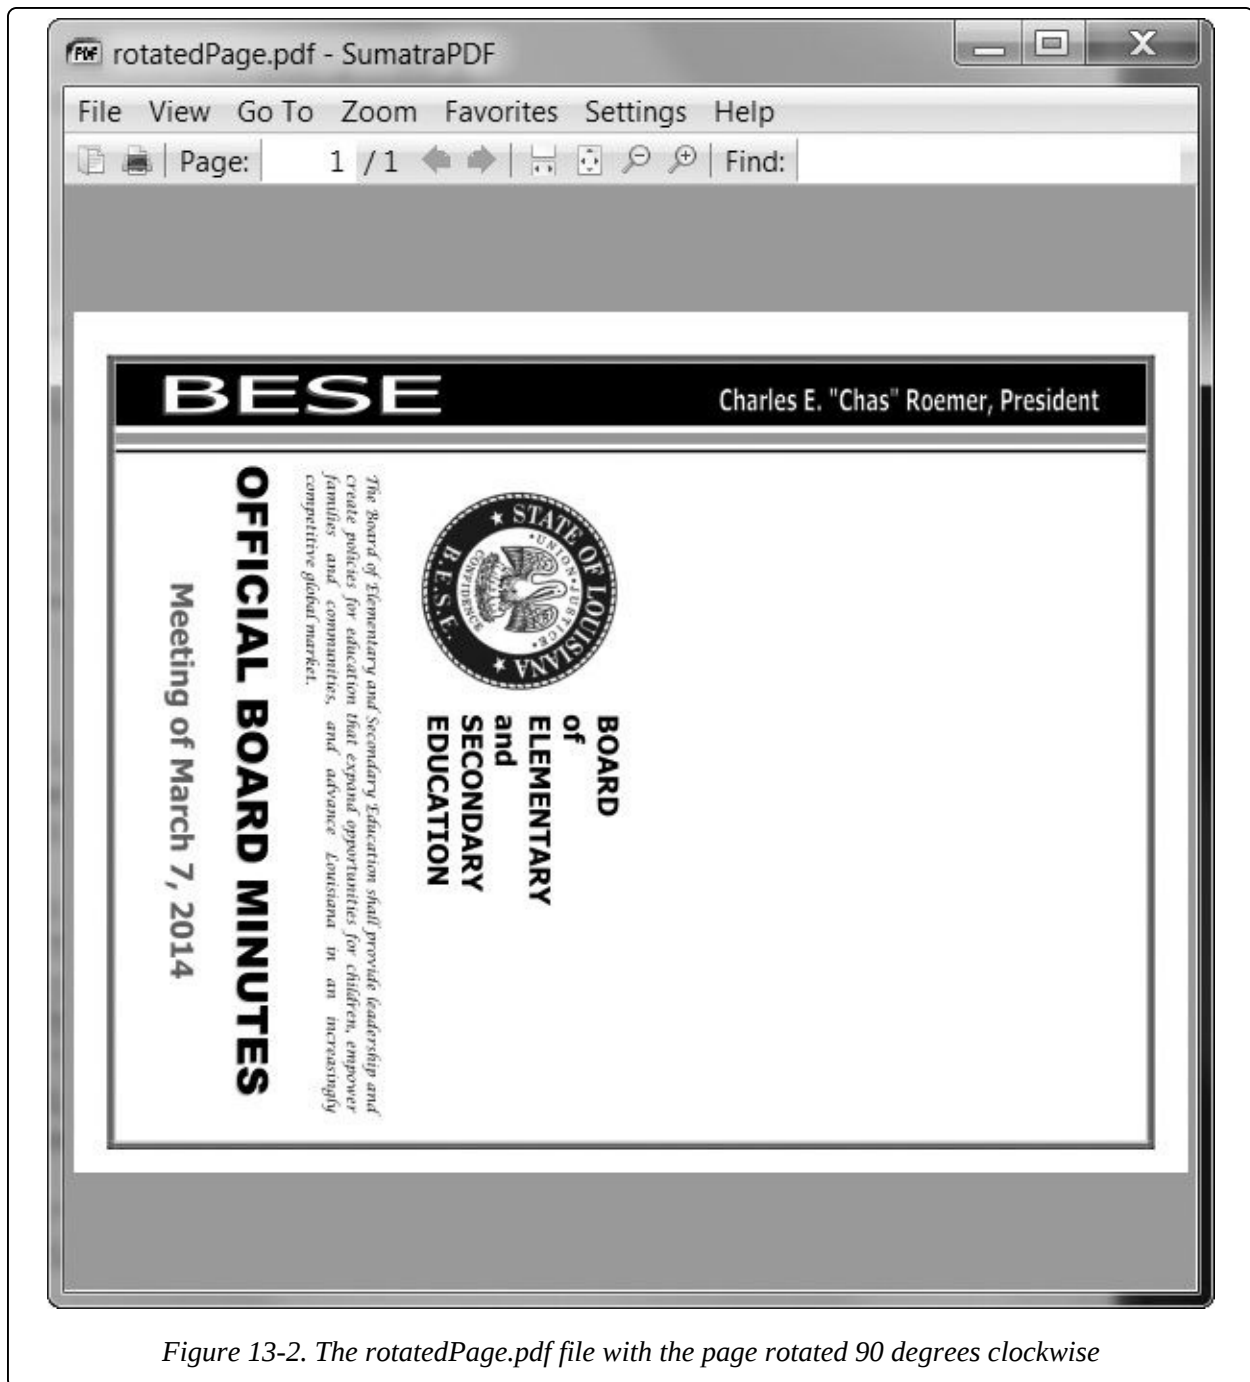 rotatedPage.pdf - SumatraPDF
File View Go To Zoom Favorites Settings Help
Page: 1 / 1 Find:
BESE Charles E. "Chas" Roemer, President
BOARD
of
ELEMENTARY
and
SECONDARY
EDUCATION
★ STATE OF LOUISIANA ★ B.E.S.E.
UNION • JUSTICE • CONFIDENCE
The Board of Elementary and Secondary Education shall provide leadership and
create policies for education that expand opportunities for children, empower
families and communities, and advance Louisiana in an increasingly
competitive global market.
OFFICIAL BOARD MINUTES
Meeting of March 7, 2014
Figure 13-2. The rotatedPage.pdf file with the page rotated 90 degrees clockwise